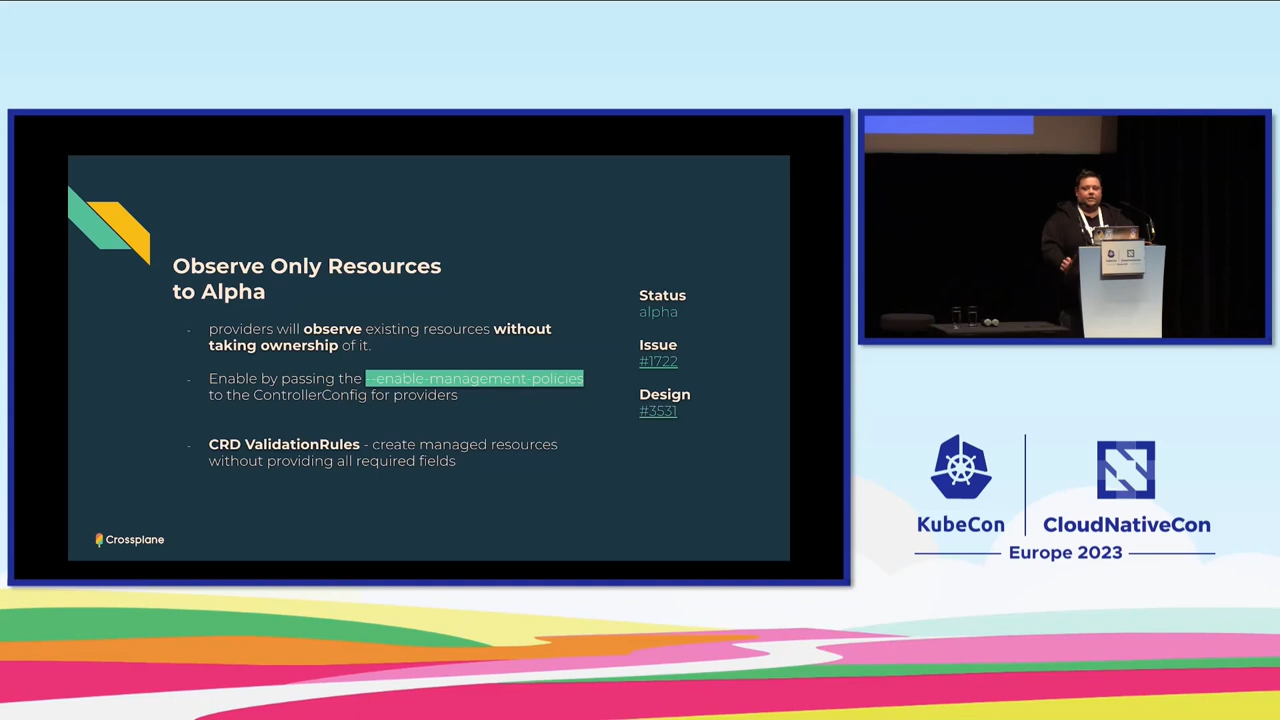 Observe Only Resources
to Alpha
- providers will observe existing resources without
taking ownership of it.
- Enable by passing the --enable-management-policies
to the ControllerConfig for providers
- CRD ValidationRules - create managed resources
without providing all required fields
Status
alpha
Issue
#1722
Design
#3531
Crossplane
KubeCon
CloudNativeCon
Europe 2023